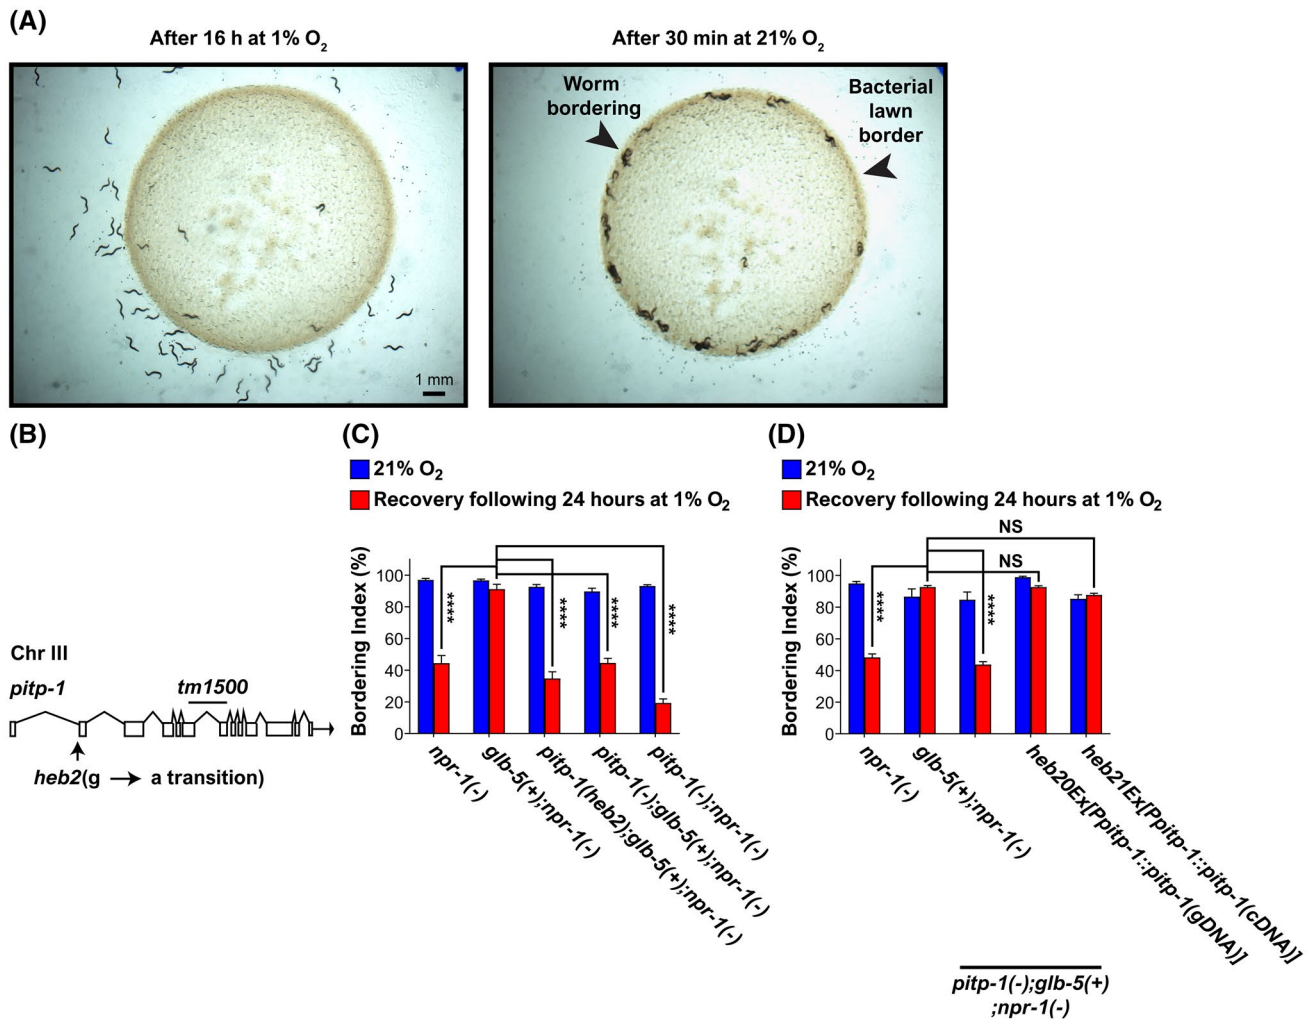 (A)
After 16 h at 1% O2
After 30 min at 21% O2
Worm
bordering
Bacterial
lawn
border
1 mm
(B)
Chr III
pitp-1
tm1500
heb2(g → a transition)
(C)
21% O2
Recovery following 24 hours at 1% O2
Bordering Index (%)
100
80
60
40
20
0
****
****
****
****
npr-1(-)
glb-5(+);npr-1(-)
pitp-1(heb2);glb-5(+);npr-1(-)
pitp-1(-);glb-5(+);npr-1(-)
pitp-1(-);npr-1(-)
(D)
21% O2
Recovery following 24 hours at 1% O2
NS
NS
Bordering Index (%)
100
80
60
40
20
0
****
****
npr-1(-)
glb-5(+);npr-1(-)
heb20Ex[Ppitp-1::pitp-1(gDNA)]
heb21Ex[Ppitp-1::pitp-1(cDNA)]
pitp-1(-);glb-5(+)
;npr-1(-)